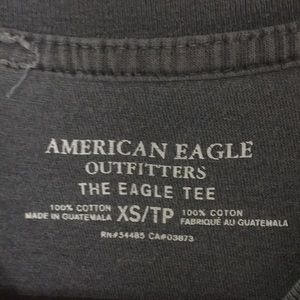 AMERICAN EAGLE
OUTFITTERS
THE EAGLE TEE
100% COTTON
MADE IN GUATEMALA
XS/TP
100% COTON
FABRIQUÉ AU GUATEMALA
RN#54485 CA#03873